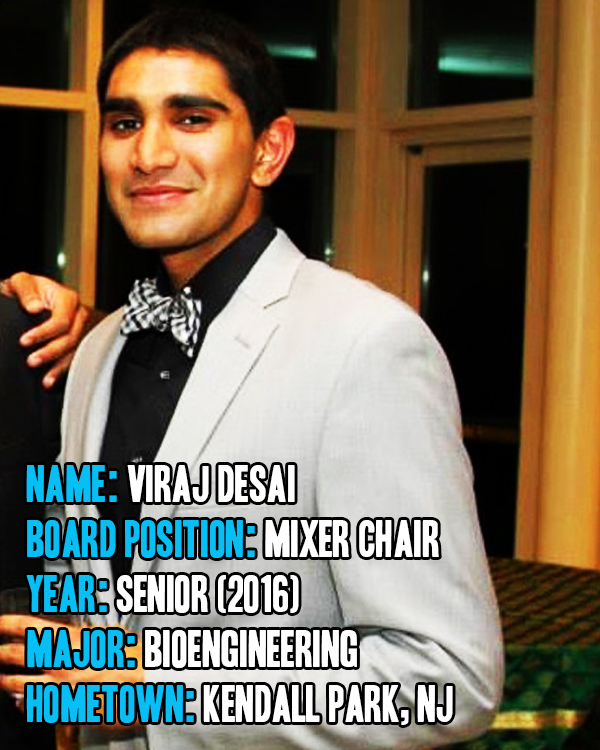 NAME: VIRAJ DESAI
BOARD POSITION: MIXER CHAIR
YEAR: SENIOR (2016)
MAJOR: BIOENGINEERING
HOMETOWN: KENDALL PARK, NJ